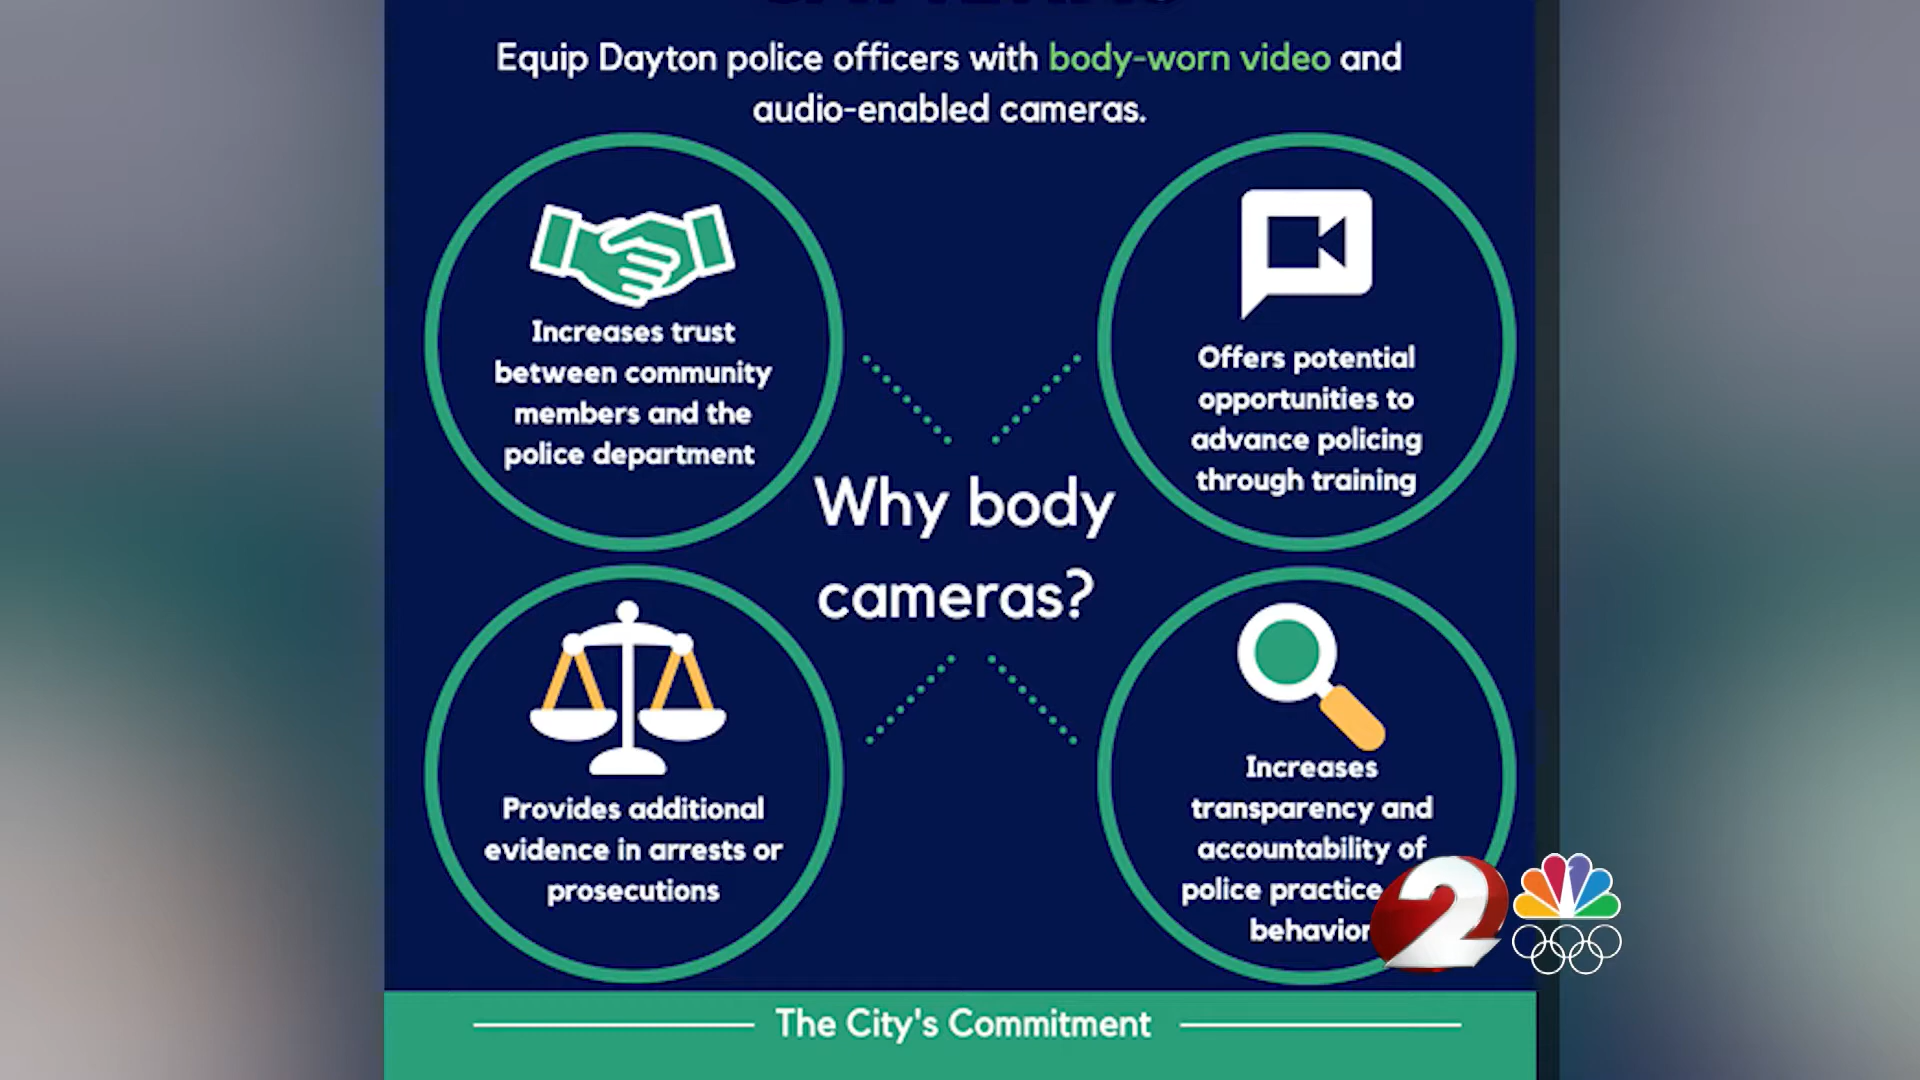 Equip Dayton police officers with body-worn video and
audio-enabled cameras.
Increases trust
between community
members and the
police department
Offers potential
opportunities to
advance policing
through training
Why body
cameras?
Provides additional
evidence in arrests or
prosecutions
Increases
transparency and
accountability of
police practice
behavior
2
The City's Commitment